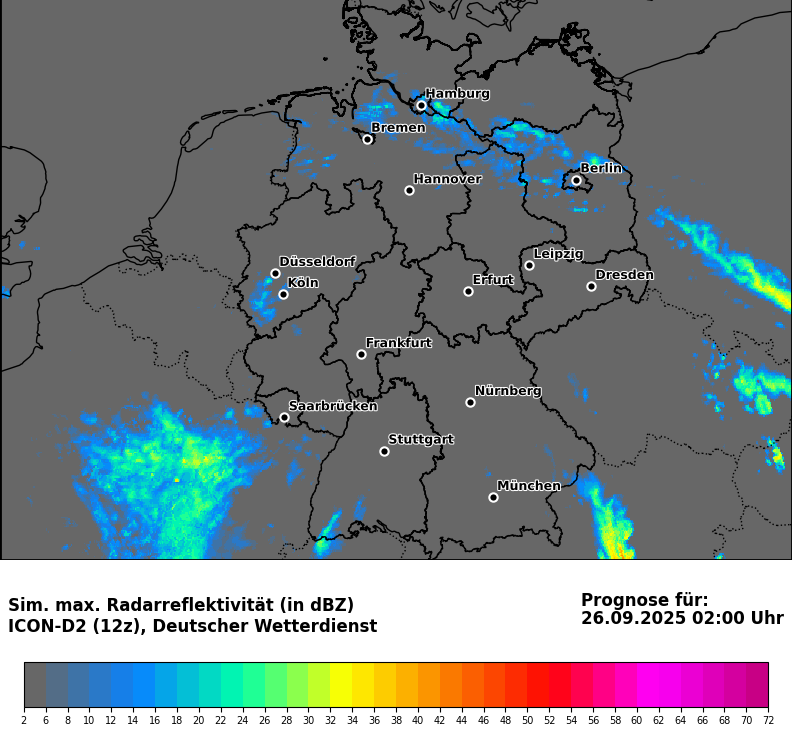 Hamburg
Bremen
Berlin
Hannover
Leipzig
Düsseldorf
Dresden
Köln
Erfurt
Frankfurt
Nürnberg
Saarbrücken
Stuttgart
München
Sim. max. Radarreflektivität (in dBZ)
ICON-D2 (12z), Deutscher Wetterdienst
Prognose für:
26.09.2025 02:00 Uhr
2 6 8 10 12 14 16 18 20 22 24 26 28 30 32 34 36 38 40 42 44 46 48 50 52 54 56 58 60 62 64 66 68 70 72